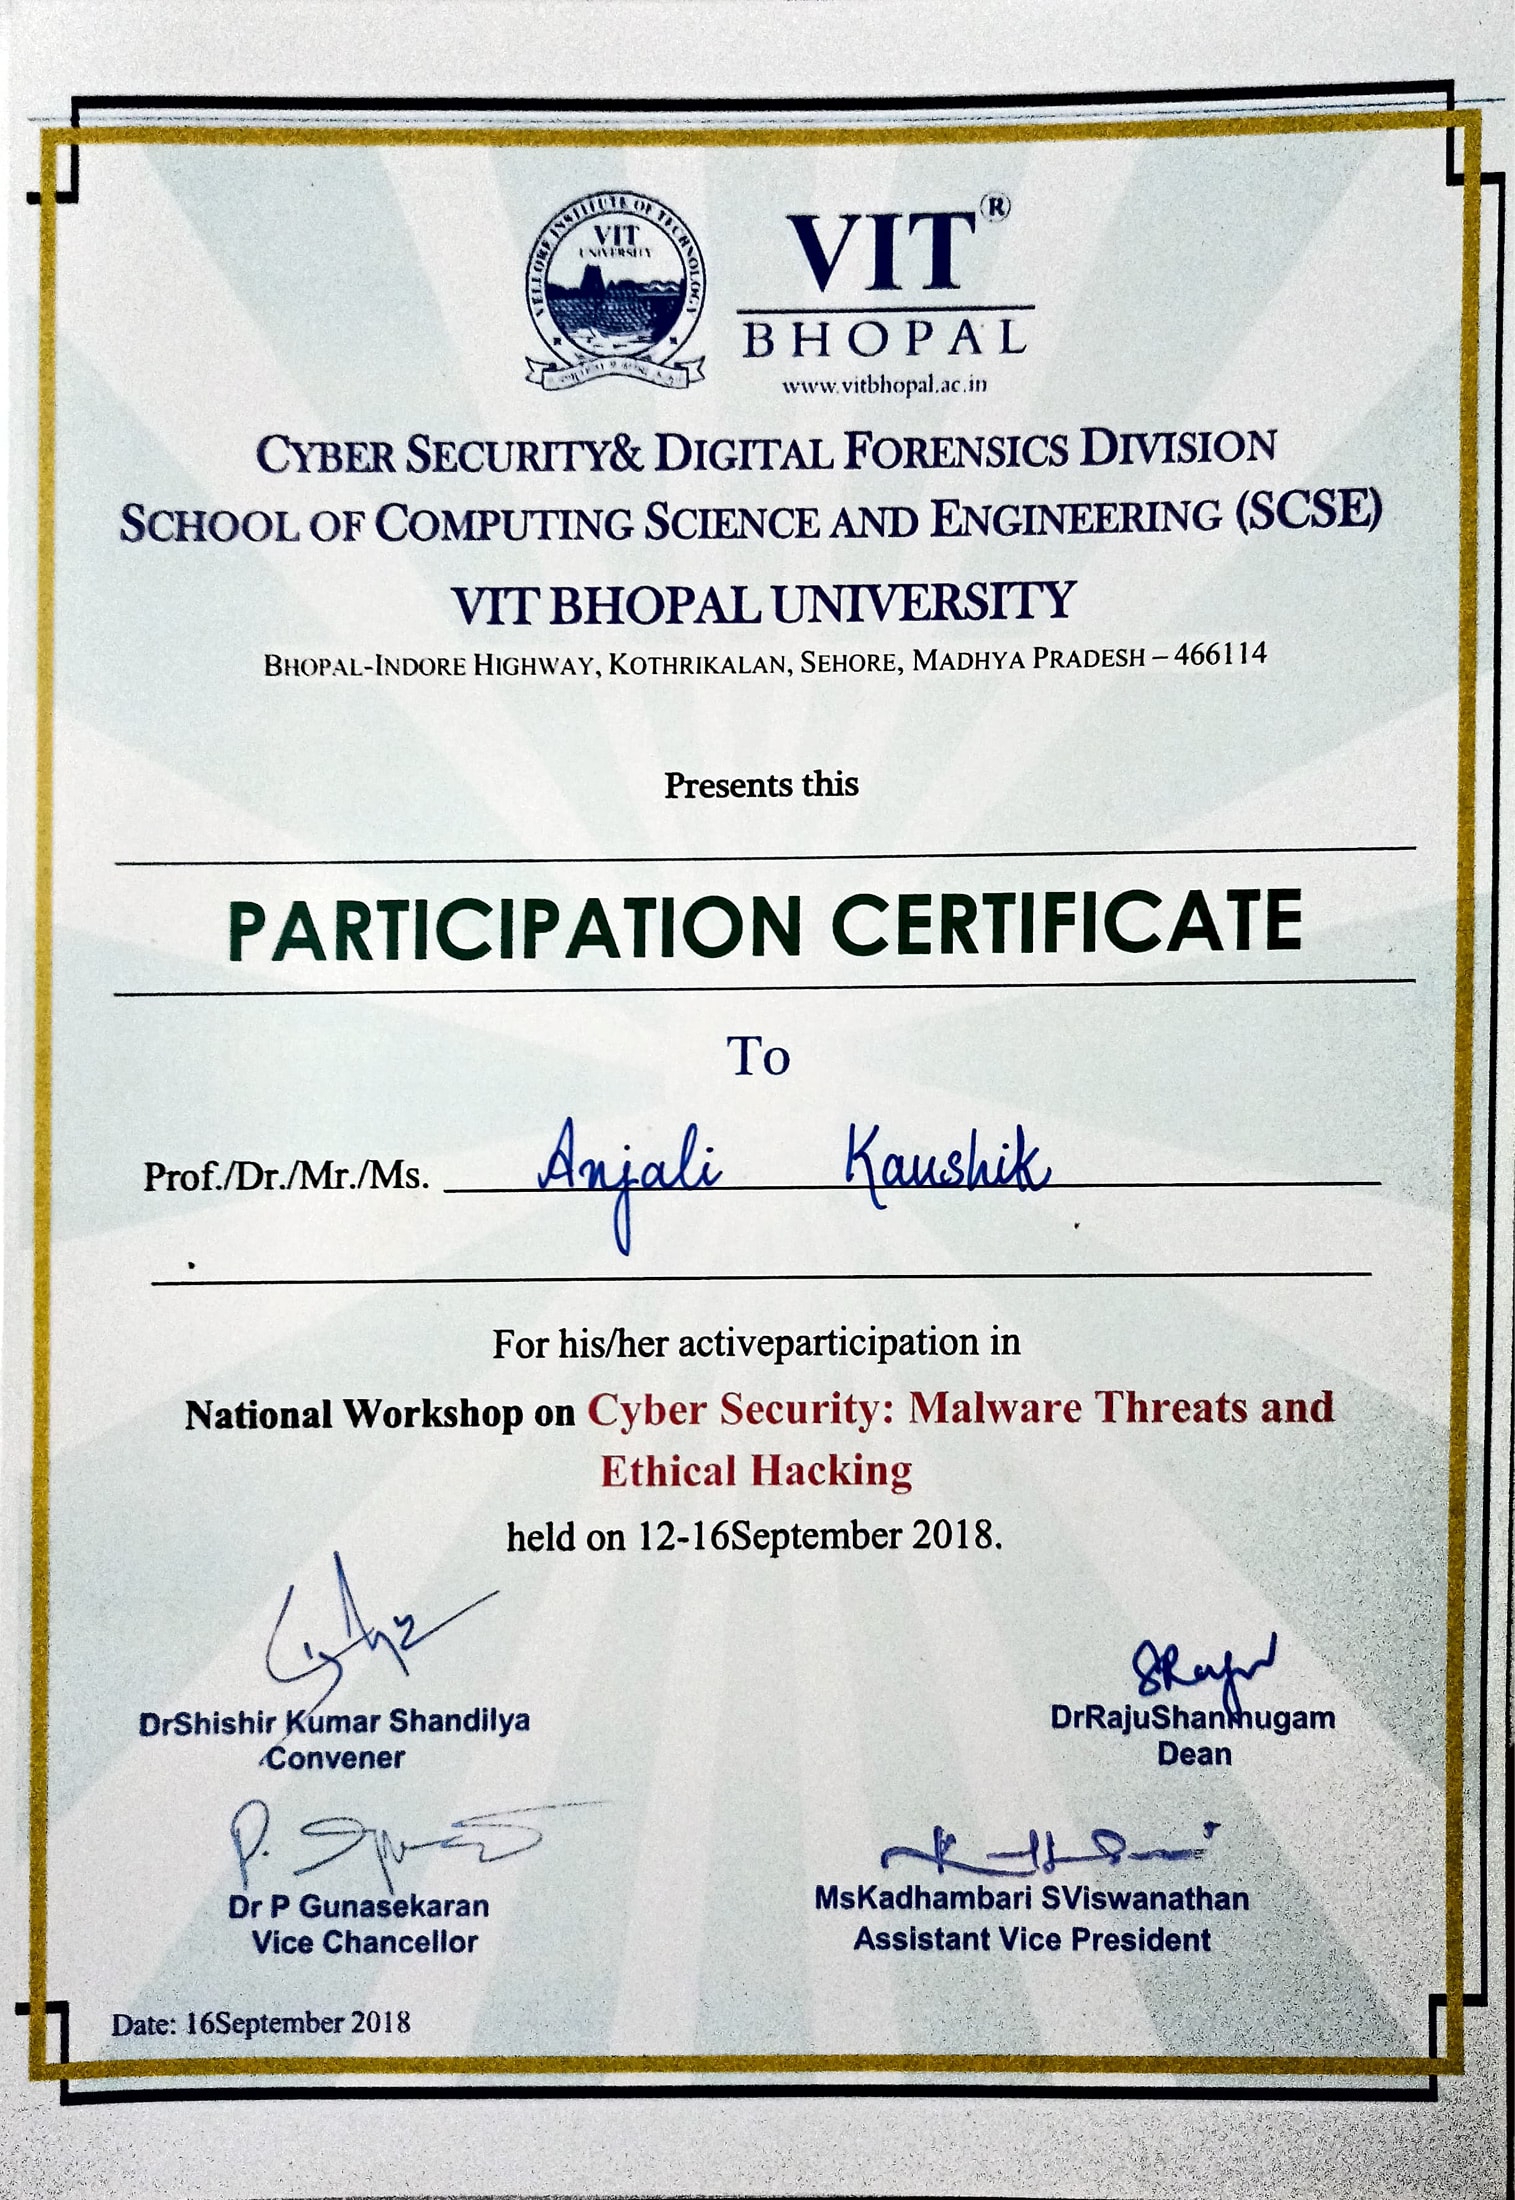 VELLORE INSTITUTE OF TECHNOLOGY
VIT
UNIVERSITY
VIT®
BHOPAL
www.vitbhopal.ac.in
CYBER SECURITY& DIGITAL FORENSICS DIVISION
SCHOOL OF COMPUTING SCIENCE AND ENGINEERING (SCSE)
VIT BHOPAL UNIVERSITY
BHOPAL-INDORE HIGHWAY, KOTHRIKALAN, SEHORE, MADHYA PRADESH – 466114
Presents this
PARTICIPATION CERTIFICATE
To
Prof./Dr./Mr./Ms. Anjali Kaushik
For his/her activeparticipation in
National Workshop on Cyber Security: Malware Threats and
Ethical Hacking
held on 12-16September 2018.
DrShishir Kumar Shandilya
Convener
DrRajuShanmugam
Dean
Dr P Gunasekaran
Vice Chancellor
MsKadhambari SViswanathan
Assistant Vice President
Date: 16September 2018